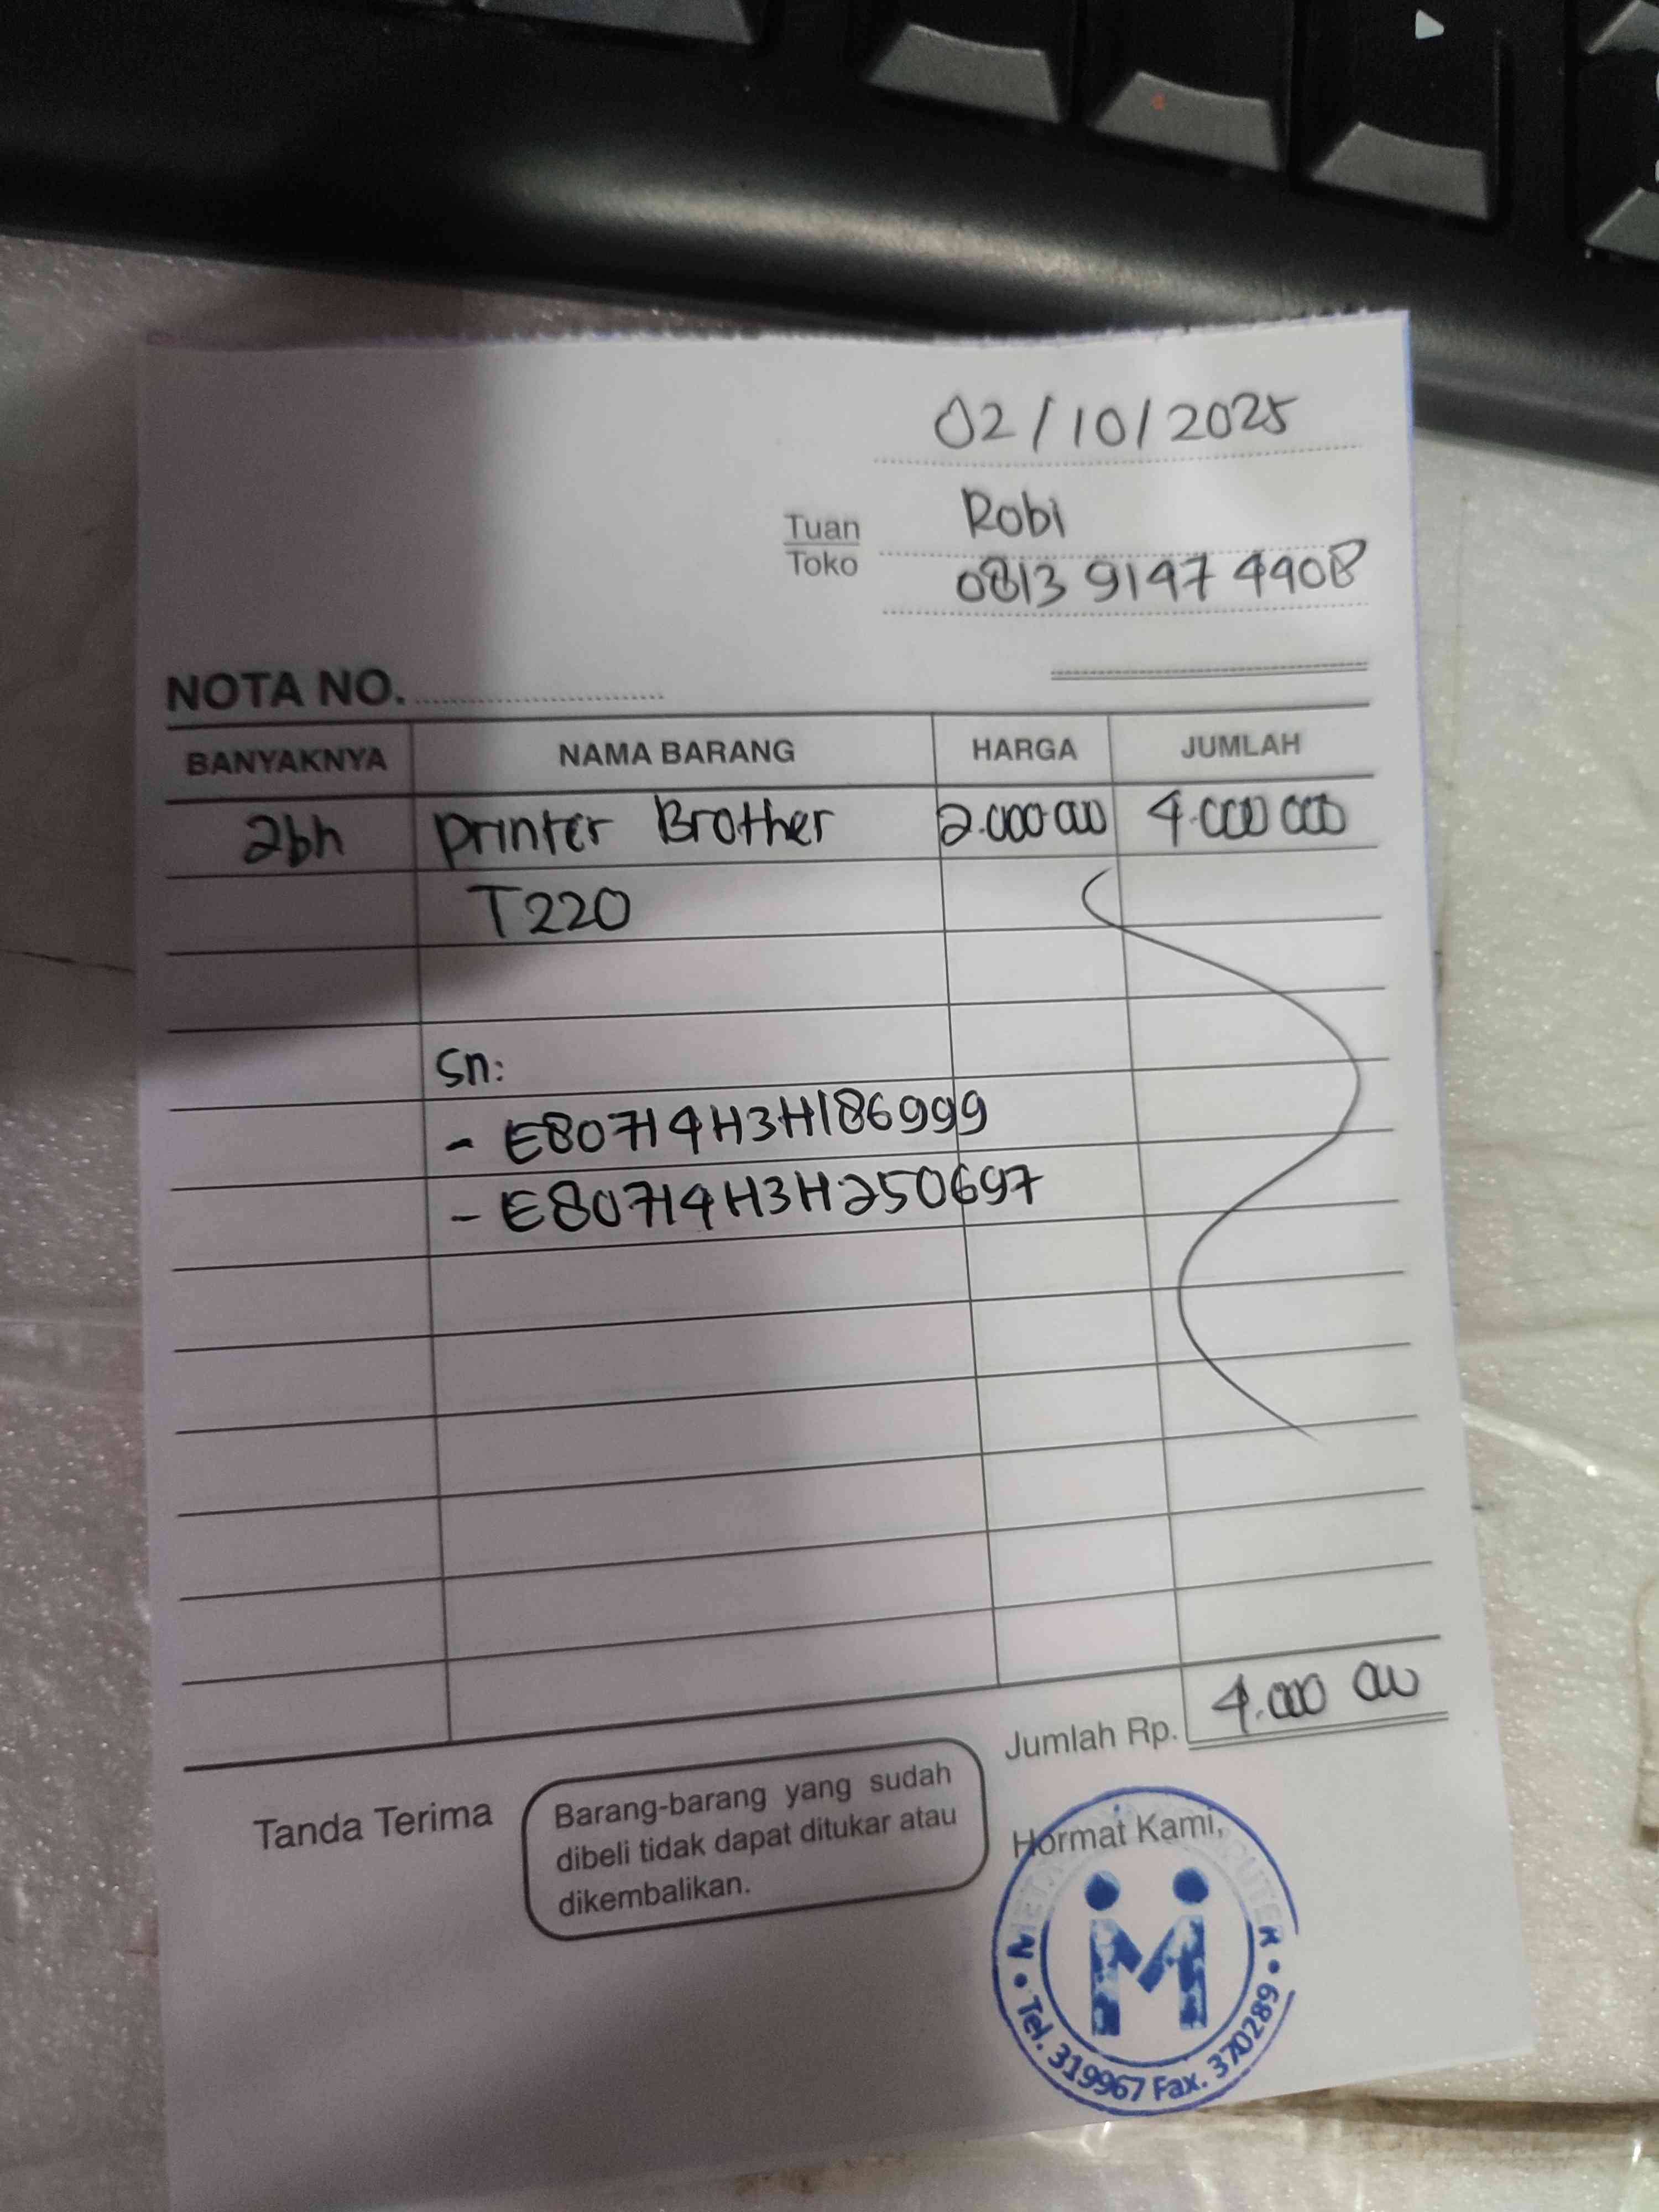 02/10/2025
Tuan
Toko
Robi
0813 9147 4408
NOTA NO.
BANYAKNYA NAMA BARANG HARGA JUMLAH
2bh Printer Brother 2.000 000 4.000 000
T220
Sn:
- E80714H3H186999
- E80714H3H250697
Jumlah Rp. 4.000 000
Tanda Terima
Barang-barang yang sudah
dibeli tidak dapat ditukar atau
dikembalikan.
Hormat Kami,
M
Tel. 319967 Fax. 370289